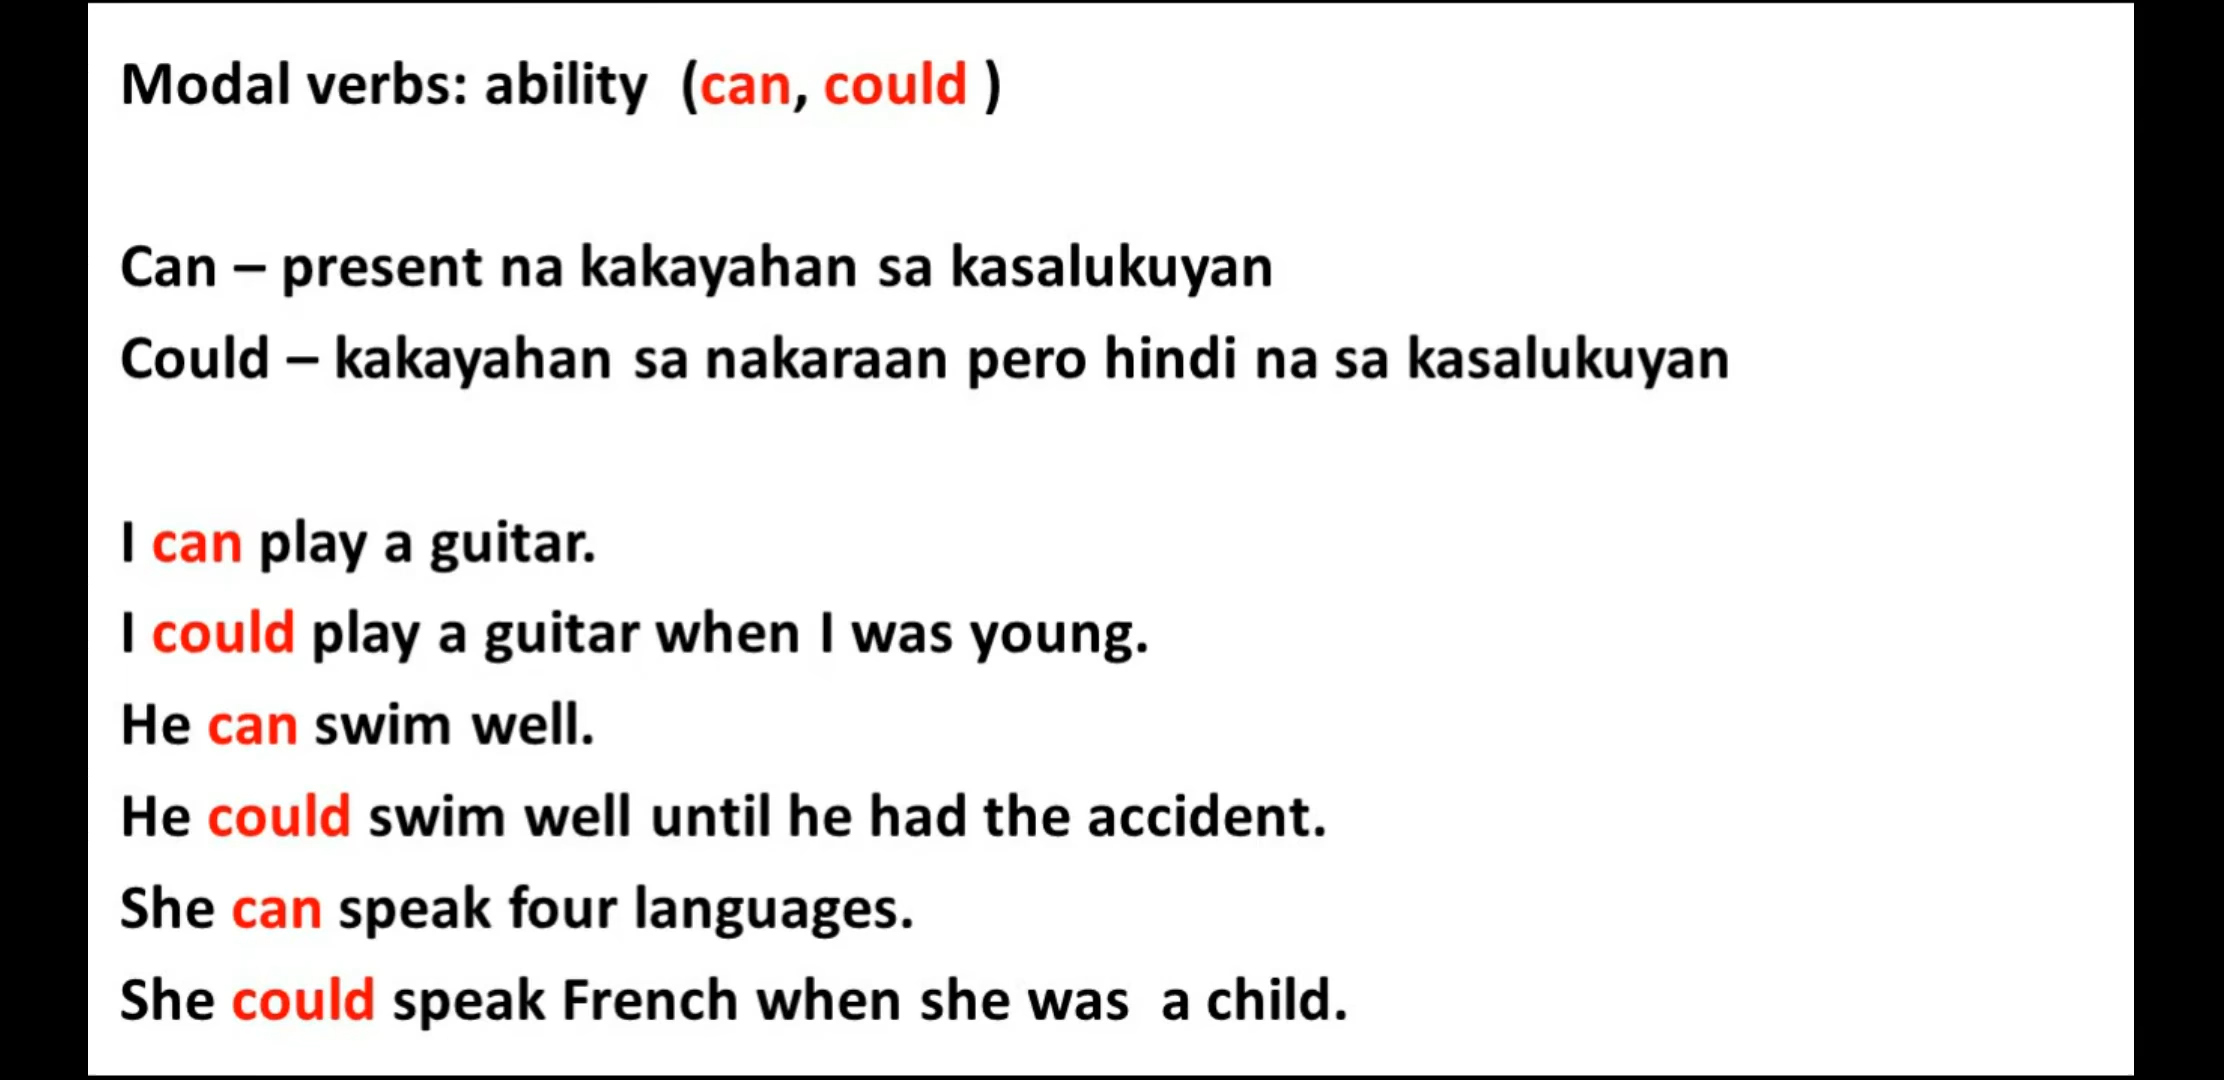 Modal verbs: ability (can, could )
Can – present na kakayahan sa kasalukuyan
Could – kakayahan sa nakaraan pero hindi na sa kasalukuyan
I can play a guitar.
I could play a guitar when I was young.
He can swim well.
He could swim well until he had the accident.
She can speak four languages.
She could speak French when she was a child.